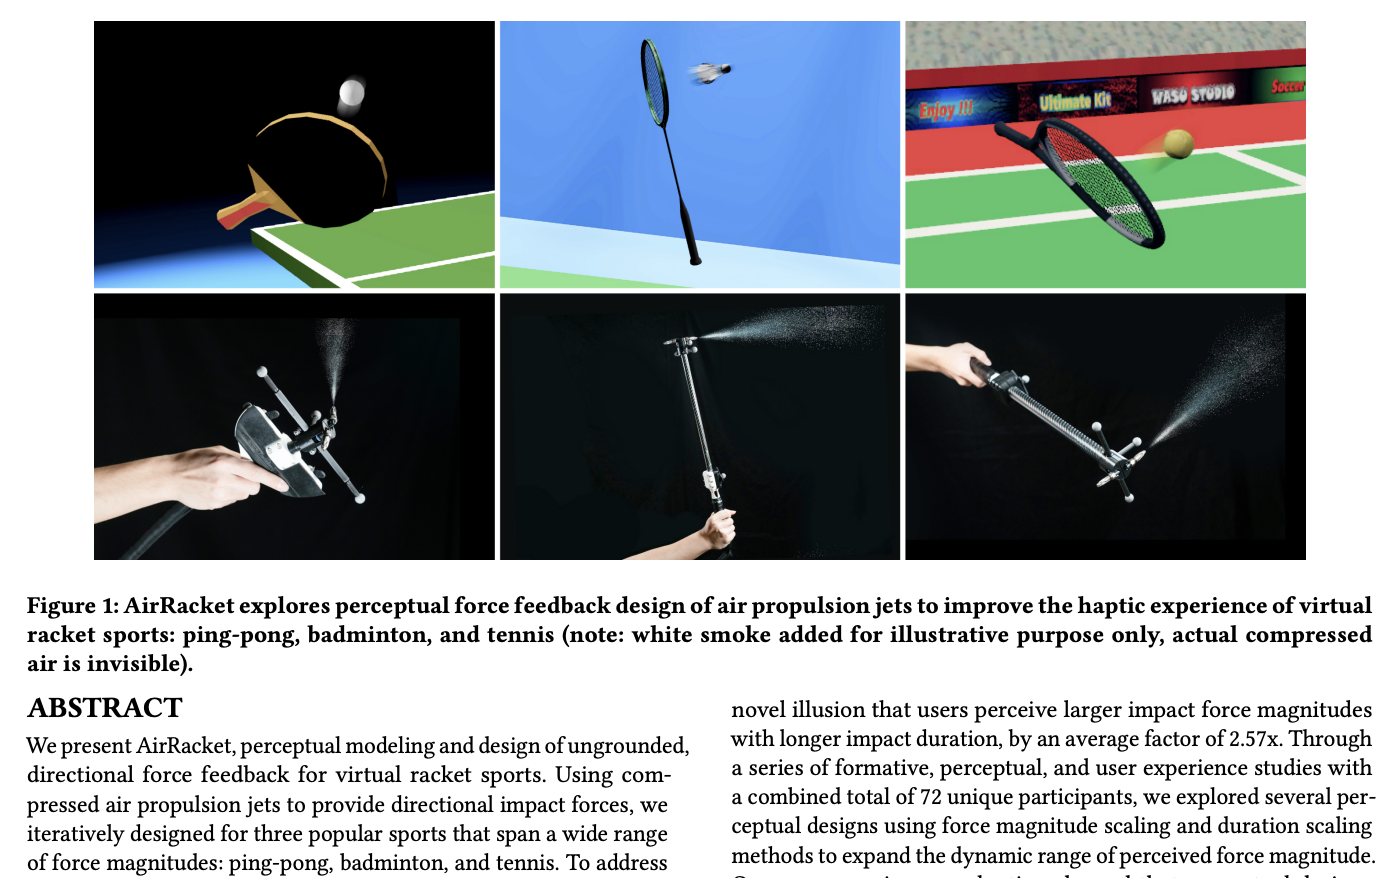 Enjoy !!!
Ultimate Kit
WASO STUDIO
Soccer
Figure 1: AirRacket explores perceptual force feedback design of air propulsion jets to improve the haptic experience of virtual
racket sports: ping-pong, badminton, and tennis (note: white smoke added for illustrative purpose only, actual compressed
air is invisible).
ABSTRACT
We present AirRacket, perceptual modeling and design of ungrounded,
directional force feedback for virtual racket sports. Using com-
pressed air propulsion jets to provide directional impact forces, we
iteratively designed for three popular sports that span a wide range
of force magnitudes: ping-pong, badminton, and tennis. To address
novel illusion that users perceive larger impact force magnitudes
with longer impact duration, by an average factor of 2.57x. Through
a series of formative, perceptual, and user experience studies with
a combined total of 72 unique participants, we explored several per-
ceptual designs using force magnitude scaling and duration scaling
methods to expand the dynamic range of perceived force magnitude.